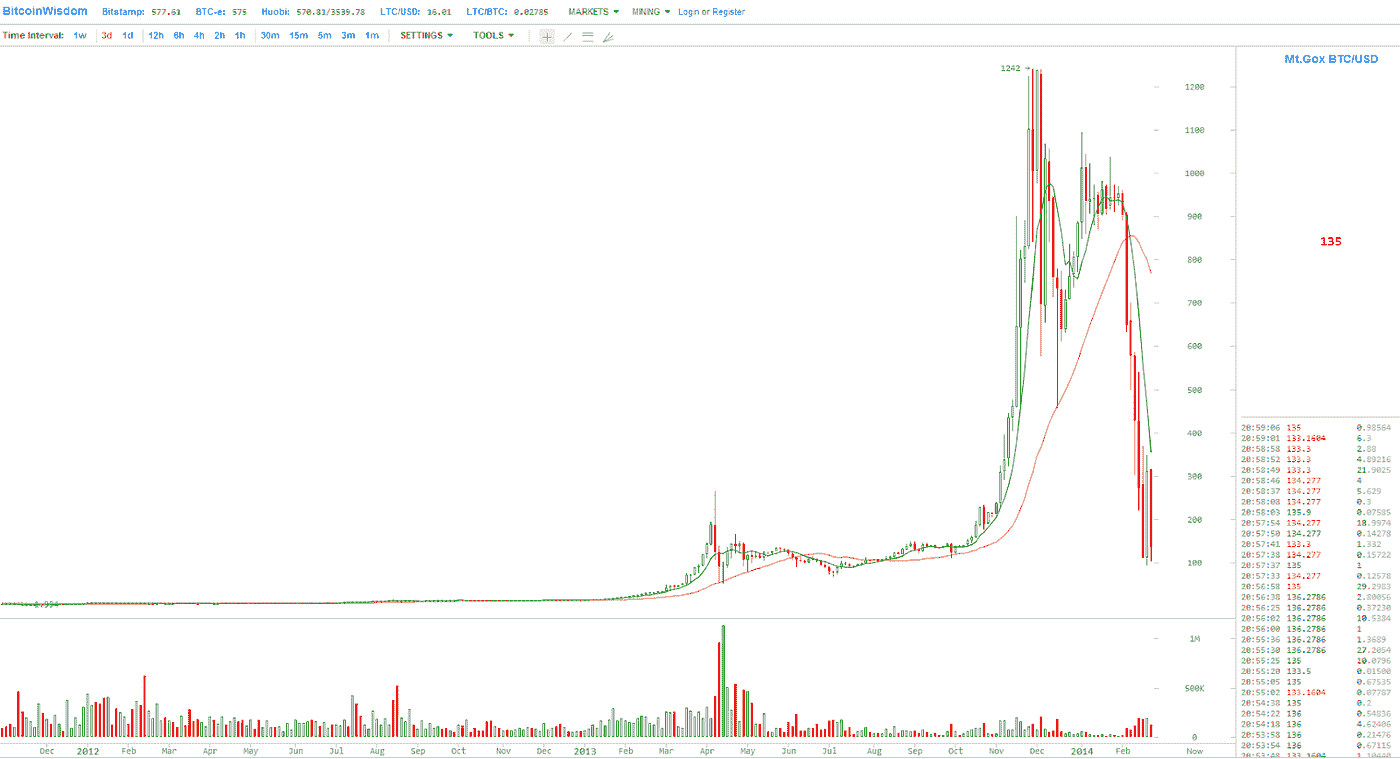 BitcoinWisdom Bitstamp: 577.61 BTC-e: 575 Huobi: 570.81/3539.78 LTC/USD: 16.01 LTC/BTC: 0.02785 MARKETS MINING Login or Register
Time Interval: 1w 3d 1d 12h 6h 4h 2h 1h 30m 15m 5m 3m 1m SETTINGS TOOLS
Mt.Gox BTC/USD
1242
1200
1100
1000
900
800
700
600
500
400
300
200
100
135
20:59:06 135 0.98564
20:59:01 133.1604 6.3
20:58:58 133.3 2.88
20:58:52 133.3 4.89216
20:58:49 133.3 21.9025
20:58:46 134.277 4
20:58:37 134.277 5.629
20:58:08 134.277 0.3
20:58:03 135.9 0.07585
20:57:54 134.277 18.9974
20:57:50 134.277 0.14278
20:57:41 133.3 1.332
20:57:38 134.277 0.15722
20:57:37 135 1
20:57:33 134.277 0.12578
20:56:58 135 29.2983
20:56:38 136.2786 2.80056
20:56:25 136.2786 0.37230
20:56:02 136.2786 10.5384
20:56:00 136.2786 1
20:55:36 136.2786 1.3689
20:55:30 136.2786 27.2054
20:55:25 135 10.0796
20:55:20 133.5 0.01500
20:55:05 135 0.67535
20:55:02 133.1604 0.07787
20:54:38 135 0.2
20:54:22 136 0.54836
20:54:18 136 4.62406
20:53:58 136 0.21476
20:53:54 136 0.67115
20:53:48 133.1604 1.10440
1M
500K
0
Dec 2012 Feb Mar Apr May Jun Jul Aug Sep Oct Nov Dec 2013 Feb Mar Apr May Jun Jul Aug Sep Oct Nov Dec 2014 Feb Now